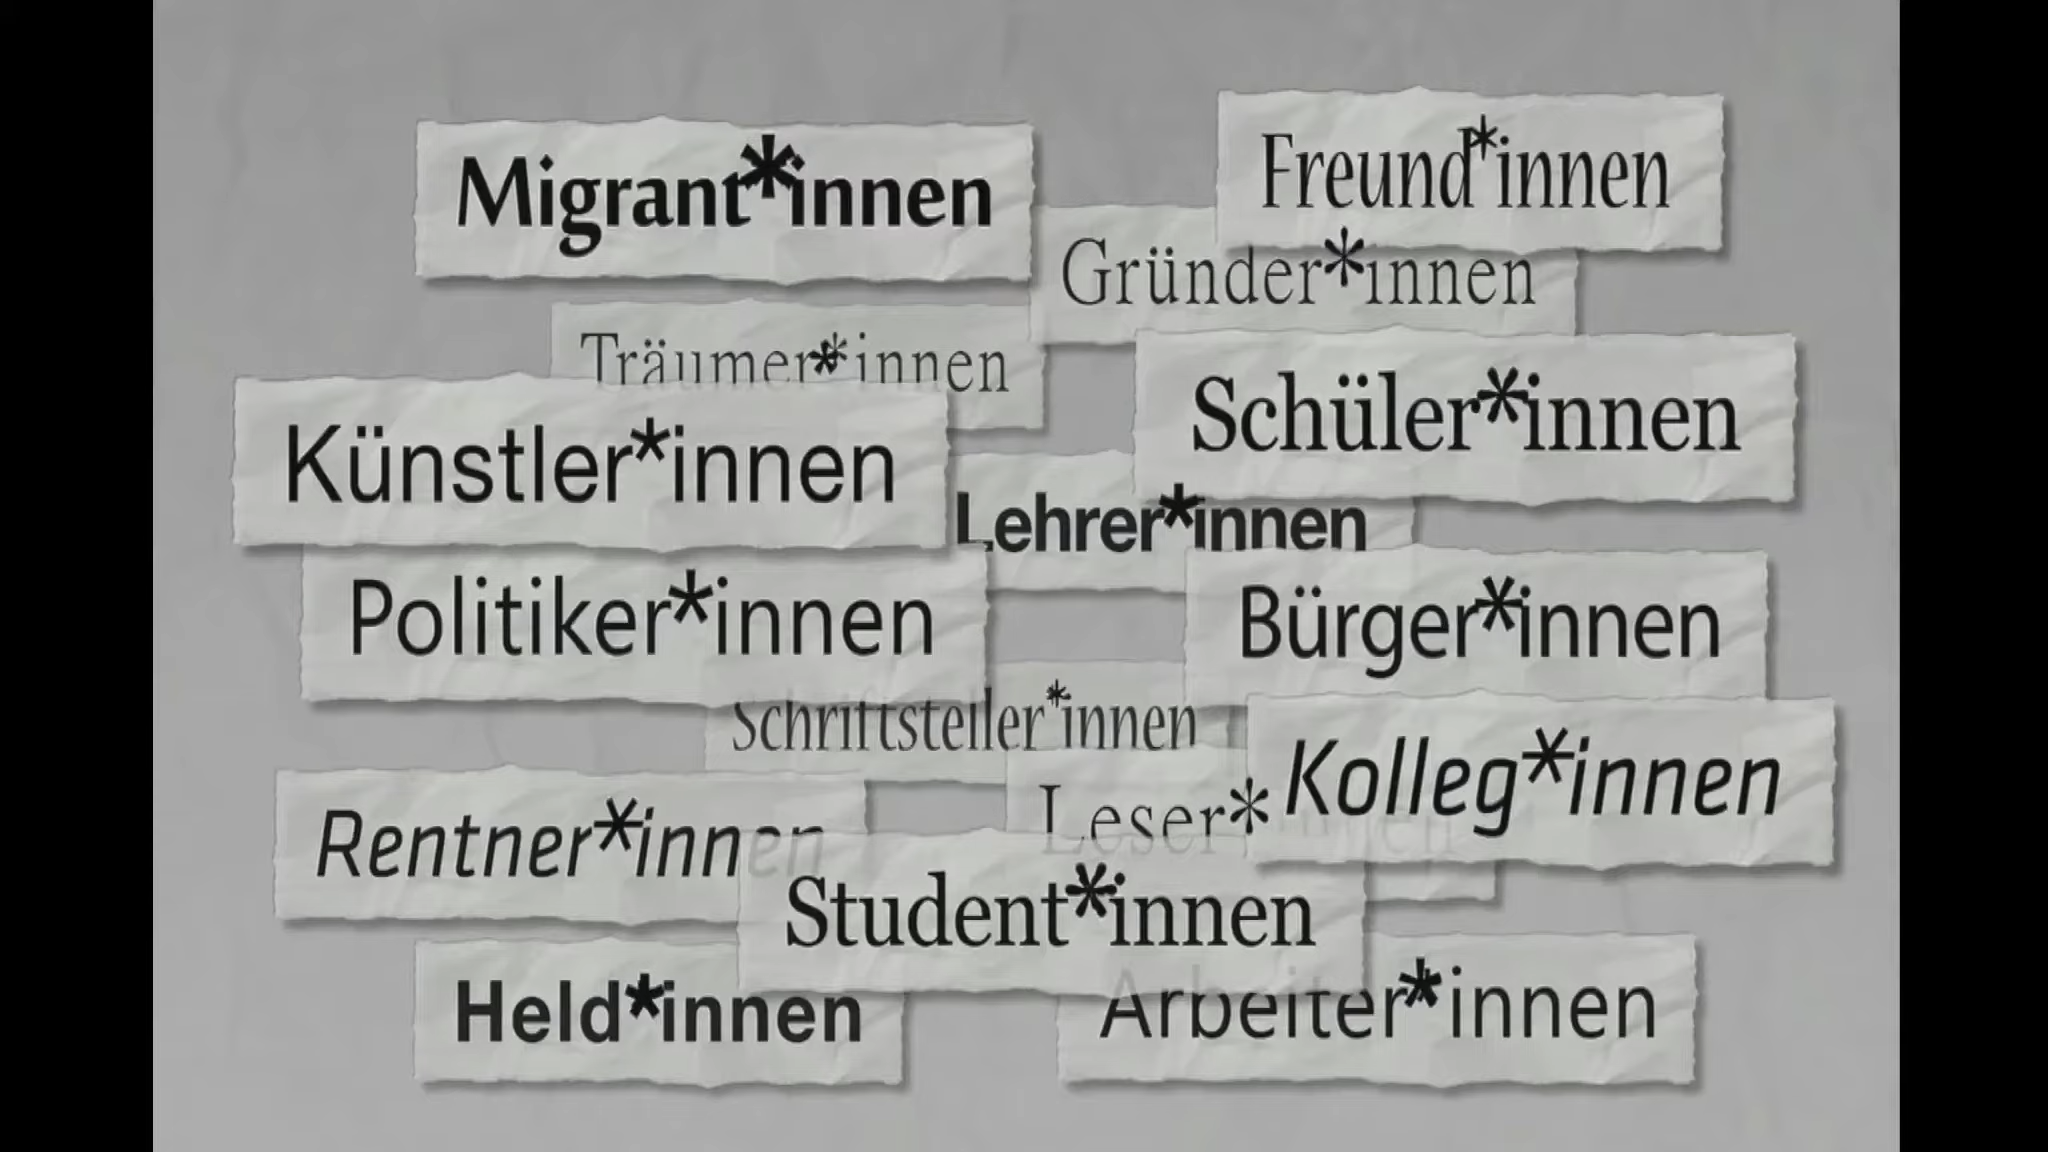 Migrant*innen
Freund*innen
Gründer*innen
Träumer*innen
Schüler*innen
Künstler*innen
Lehrer*innen
Politiker*innen
Bürger*innen
Schriftsteller*innen
Kolleg*innen
Leser*
Rentner*innen
Student*innen
Held*innen
Arbeiter*innen